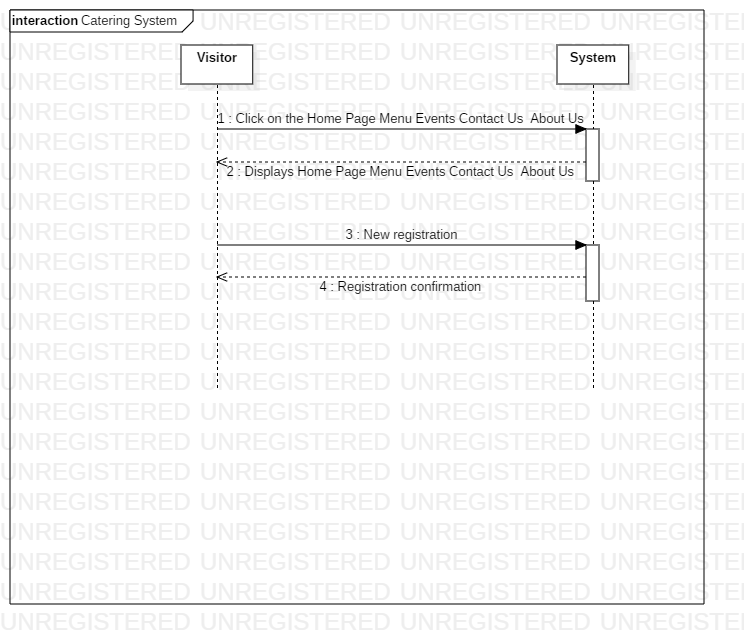 interaction Catering System
Visitor
System
1 : Click on the Home Page Menu Events Contact Us  About Us
2 : Displays Home Page Menu Events Contact Us  About Us
3 : New registration
4 : Registration confirmation
UNREGISTERED UNREGISTERED UNREGISTERED UNREGISTERED